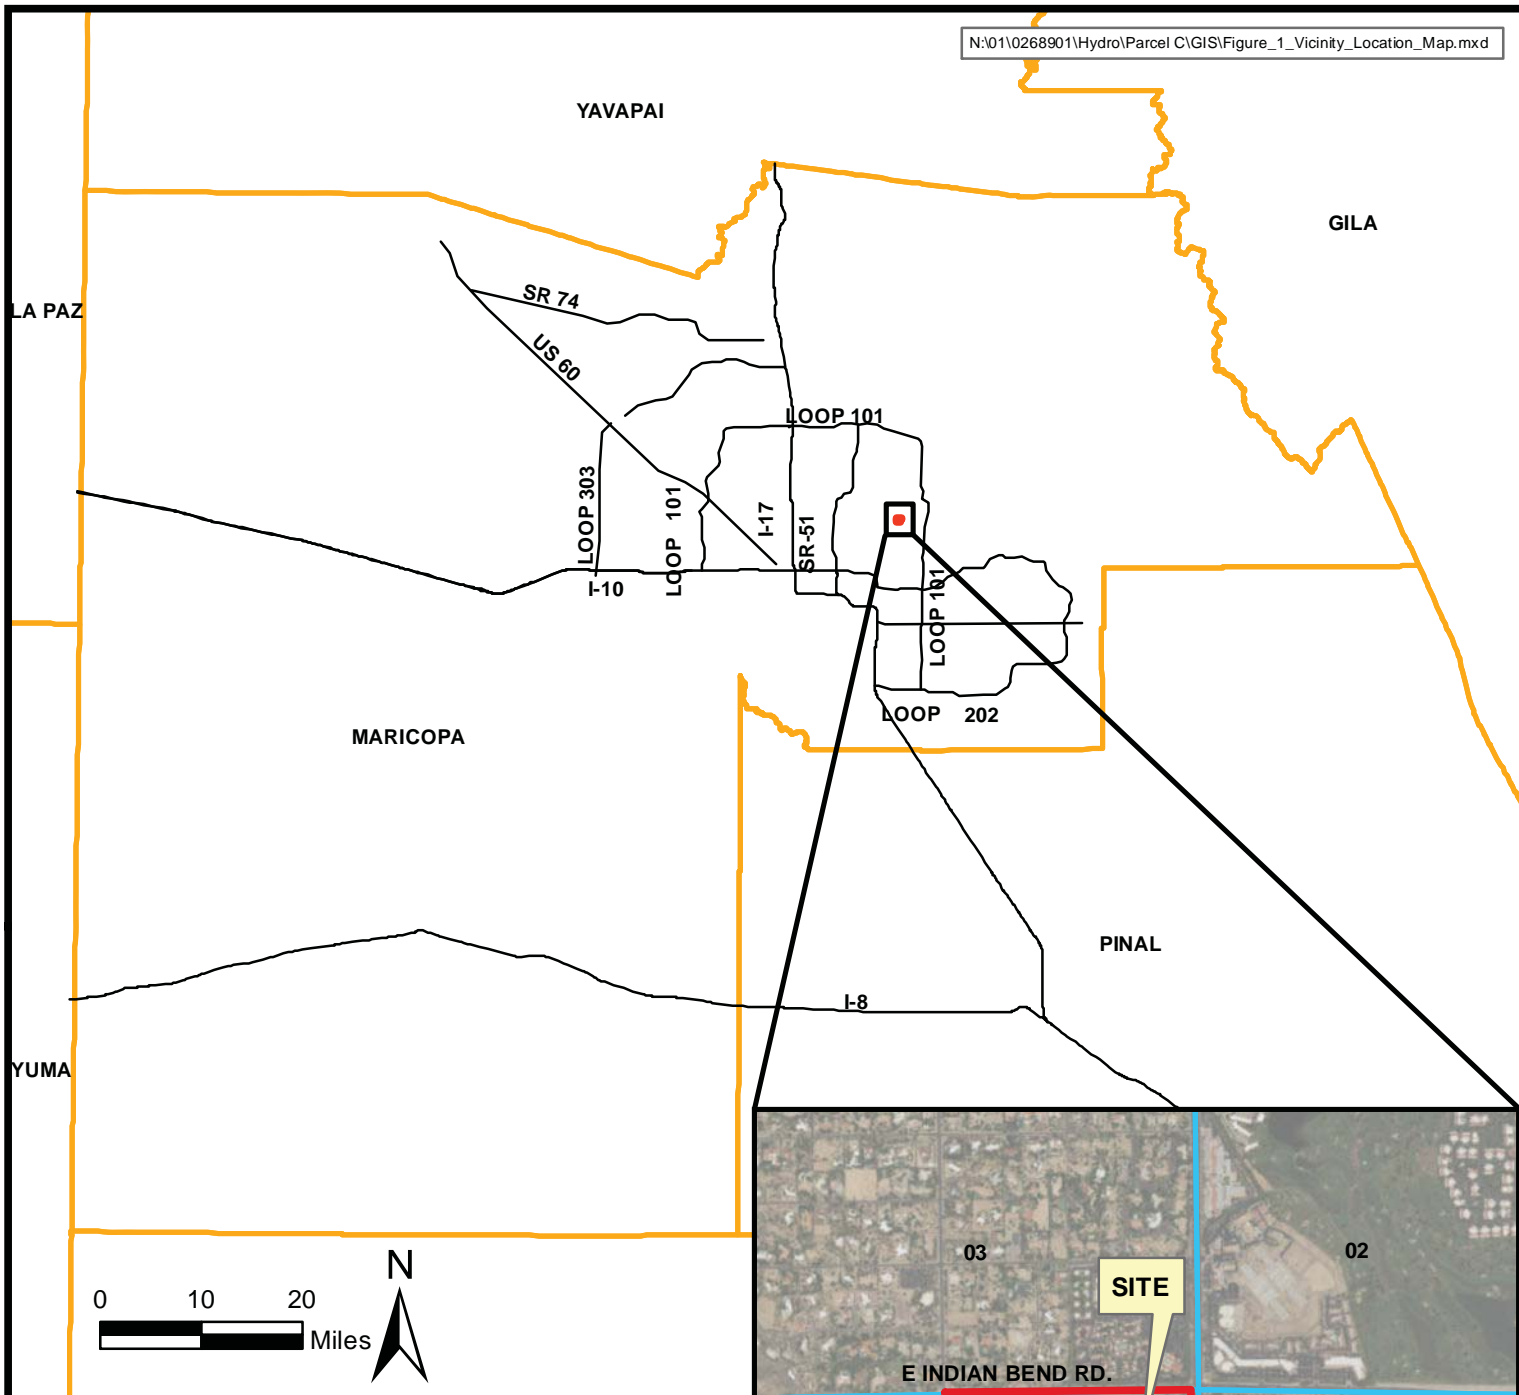 N:\01\0268901\Hydro\Parcel C\GIS\Figure_1_Vicinity_Location_Map.mxd
YAVAPAI
GILA
LA PAZ
SR 74
US 60
LOOP 101
LOOP 303
LOOP 101
I-17
SR-51
I-10
LOOP 101
LOOP 202
MARICOPA
PINAL
I-8
YUMA
03
02
SITE
N
0 10 20
Miles
E INDIAN BEND RD.